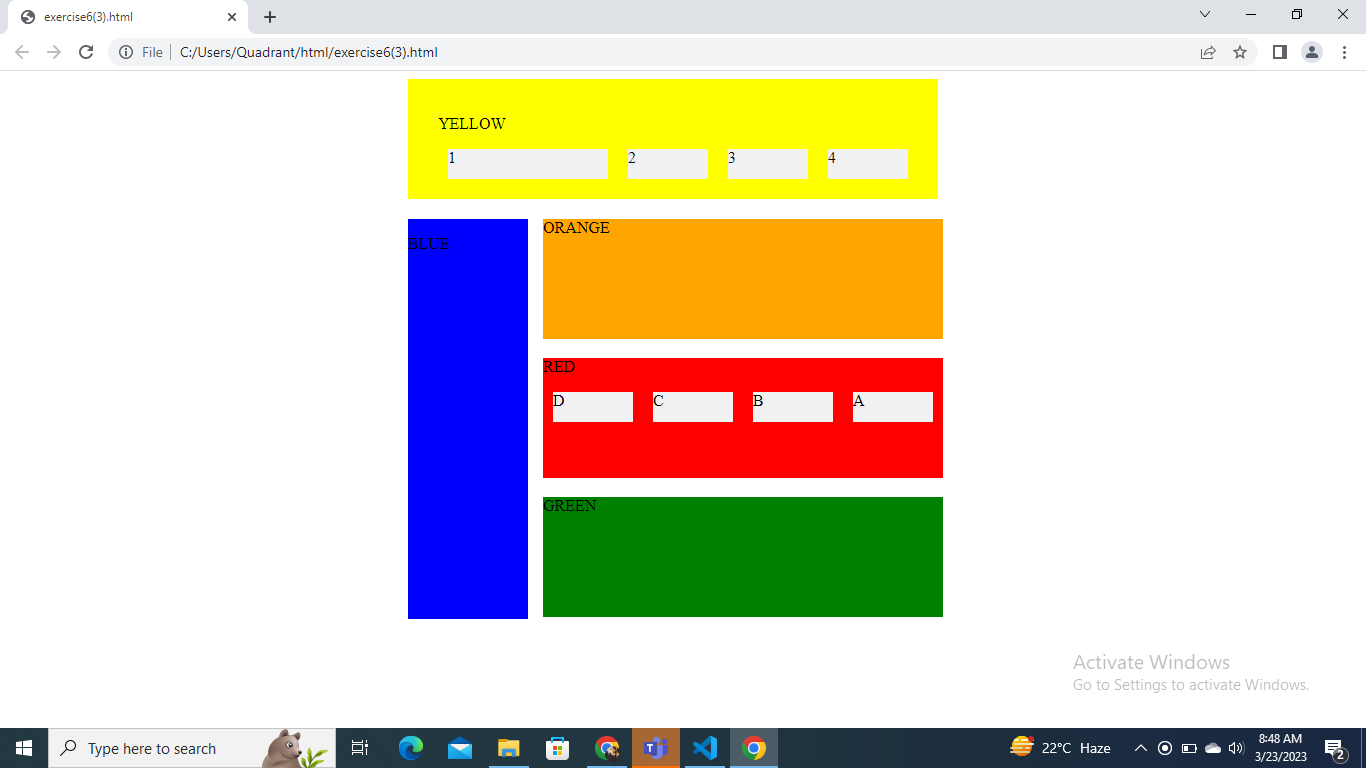 exercise6(3).html
File
C:/Users/Quadrant/html/exercise6(3).html
YELLOW
1 2 3 4
BLUE
ORANGE
RED
D C B A
GREEN
Activate Windows
Go to Settings to activate Windows.
Type here to search
22°C Haze
8:48 AM
3/23/2023
2